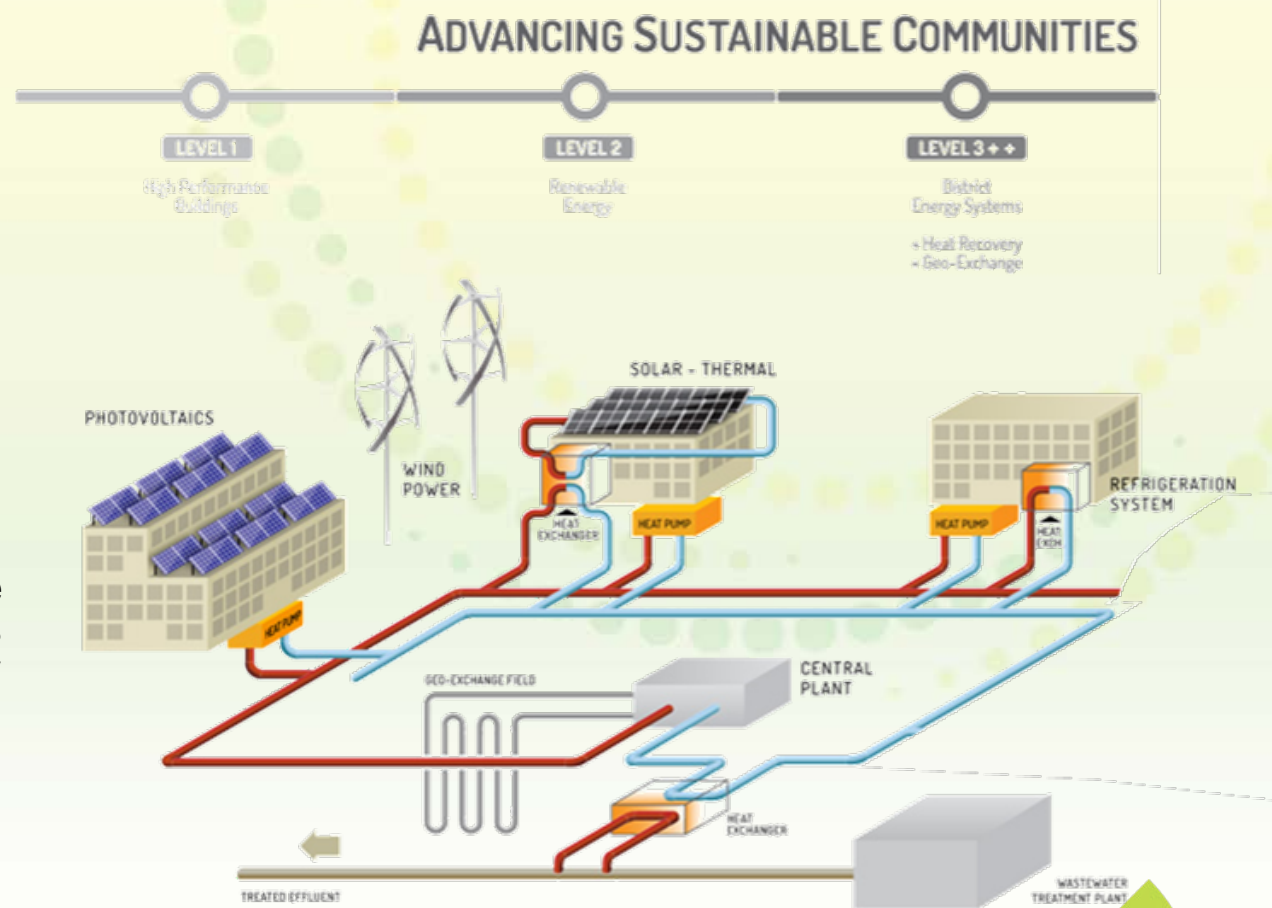 ADVANCING SUSTAINABLE COMMUNITIES
LEVEL 1
High Performance
Buildings
LEVEL 2
Renewable
Energy
LEVEL 3 + +
District
Energy Systems
+ Heat Recovery
+ Geo-Exchange
PHOTOVOLTAICS
WIND
POWER
SOLAR - THERMAL
HEAT
EXCHANGER
HEAT PUMP
HEAT PUMP
HEAT
EXCH
REFRIGERATION
SYSTEM
HEAT PUMP
GEO-EXCHANGE FIELD
CENTRAL
PLANT
HEAT
EXCHANGER
TREATED EFFLUENT
WASTEWATER
TREATMENT PLANT